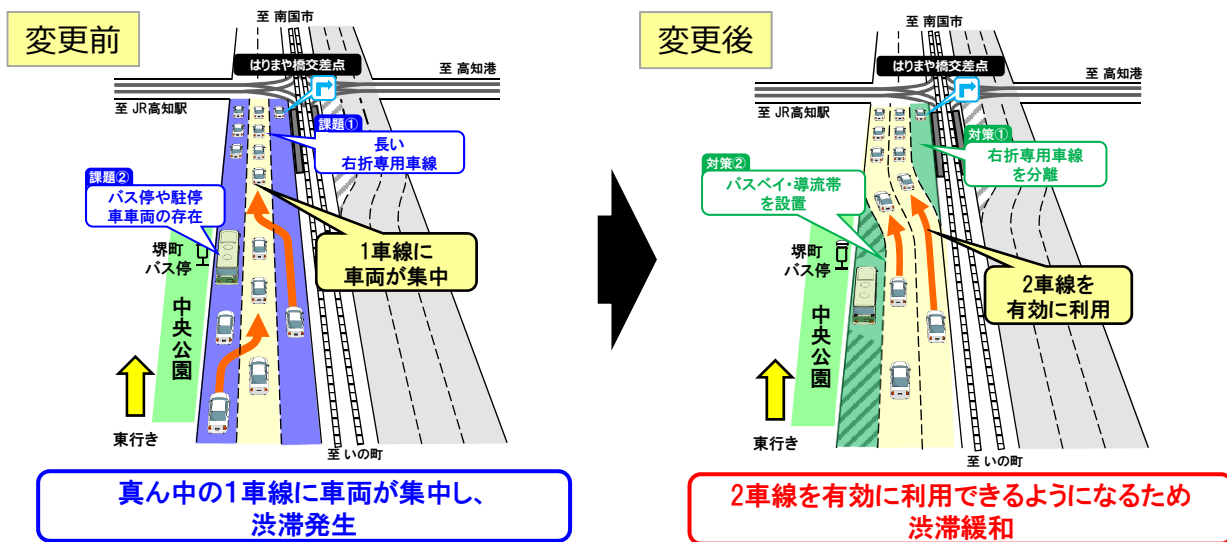 変更前
至 南国市
はりまや橋交差点
至 高知港
至 JR高知駅
課題①
長い
右折専用車線
課題②
バス停や駐停
車車両の存在
堺町
バス停
1車線に
車両が集中
中央公園
東行き
至 いの町
真ん中の1車線に車両が集中し、
渋滞発生
変更後
至 南国市
はりまや橋交差点
至 高知港
至 JR高知駅
対策①
右折専用車線
を分離
対策②
バスベイ・導流帯
を設置
堺町
バス停
2車線を
有効に利用
中央公園
東行き
至 いの町
2車線を有効に利用できるようになるため
渋滞緩和